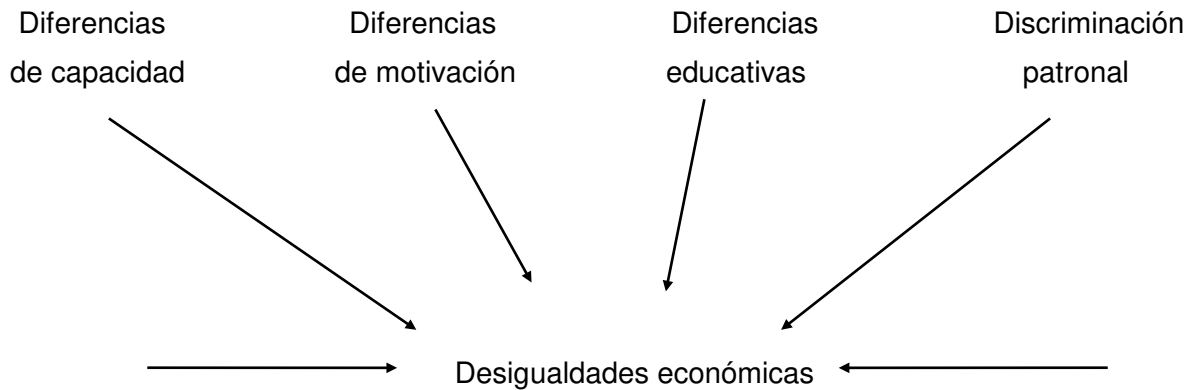 Diferencias
de capacidad
Diferencias
de motivación
Diferencias
educativas
Discriminación
patronal
Desigualdades económicas